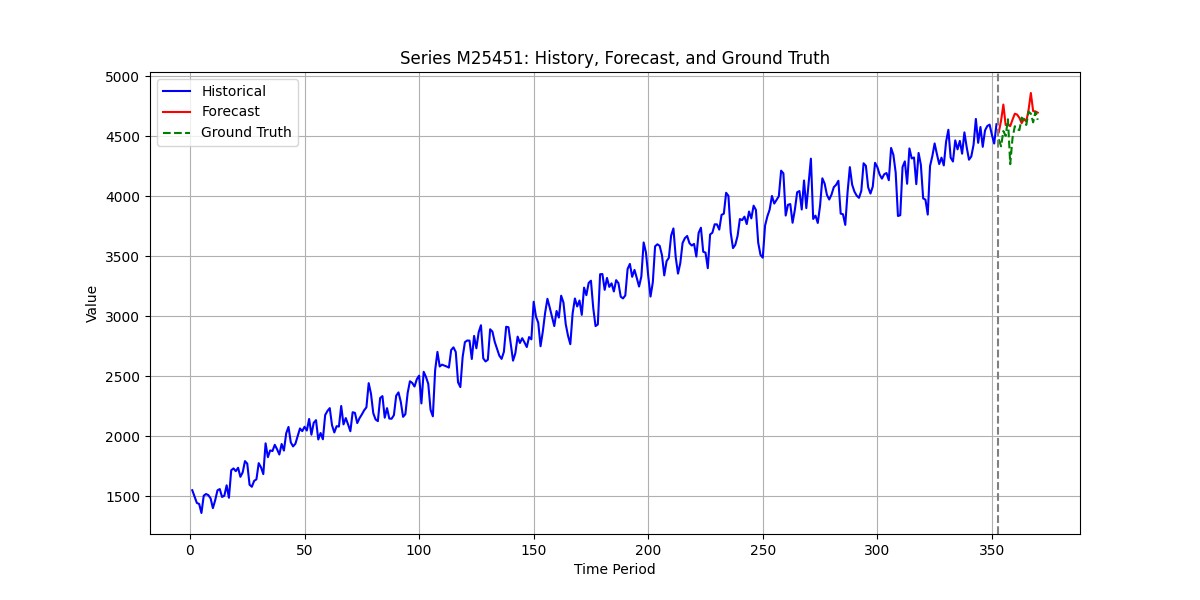 Series M25451: History, Forecast, and Ground Truth
Historical
Forecast
Ground Truth
Value
5000
4500
4000
3500
3000
2500
2000
1500
0 50 100 150 200 250 300 350
Time Period